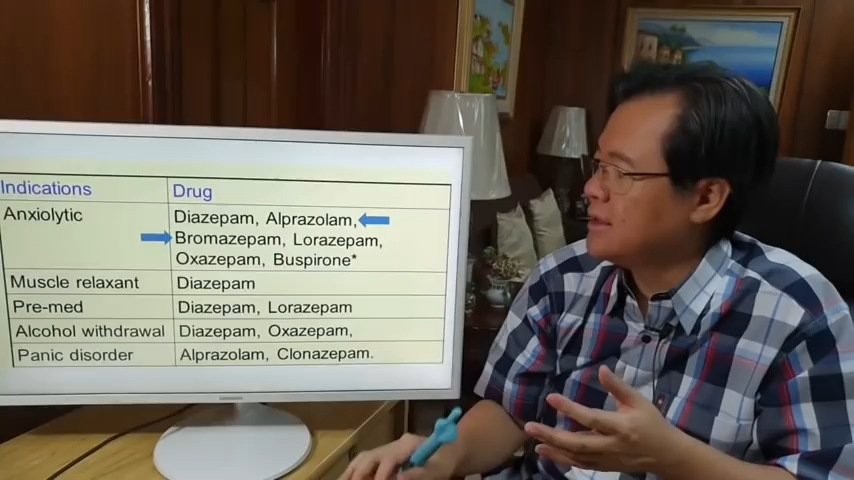 Indications Drug
Anxiolytic Diazepam, Alprazolam,
Bromazepam, Lorazepam,
Oxazepam, Buspirone*
Muscle relaxant Diazepam
Pre-med Diazepam, Lorazepam
Alcohol withdrawal Diazepam, Oxazepam,
Panic disorder Alprazolam, Clonazepam.